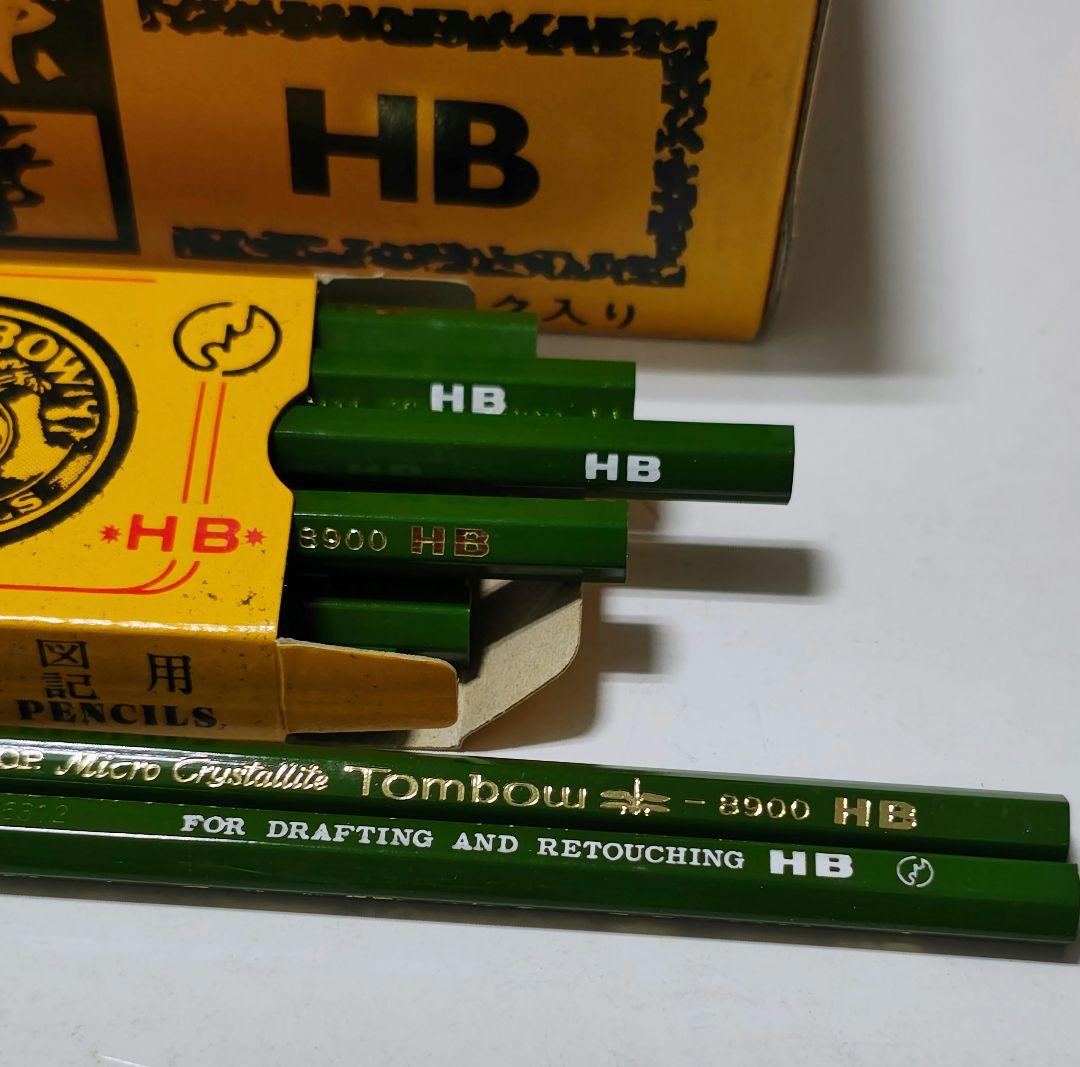 HB
入り
HB
HB
8900 HB
*HB*
図 用
記
PENCILS
Micro Crystallite Tombow - 8900 HB
FOR DRAFTING AND RETOUCHING HB